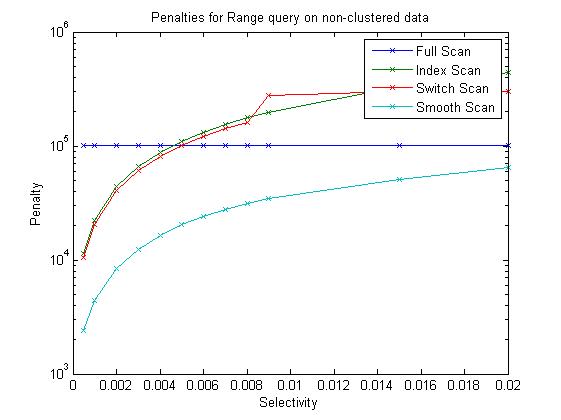 Penalties for Range query on non-clustered data
10^6
10^5
10^4
10^3
Penalty
Full Scan
Index Scan
Switch Scan
Smooth Scan
0 0.002 0.004 0.006 0.008 0.01 0.012 0.014 0.016 0.018 0.02
Selectivity